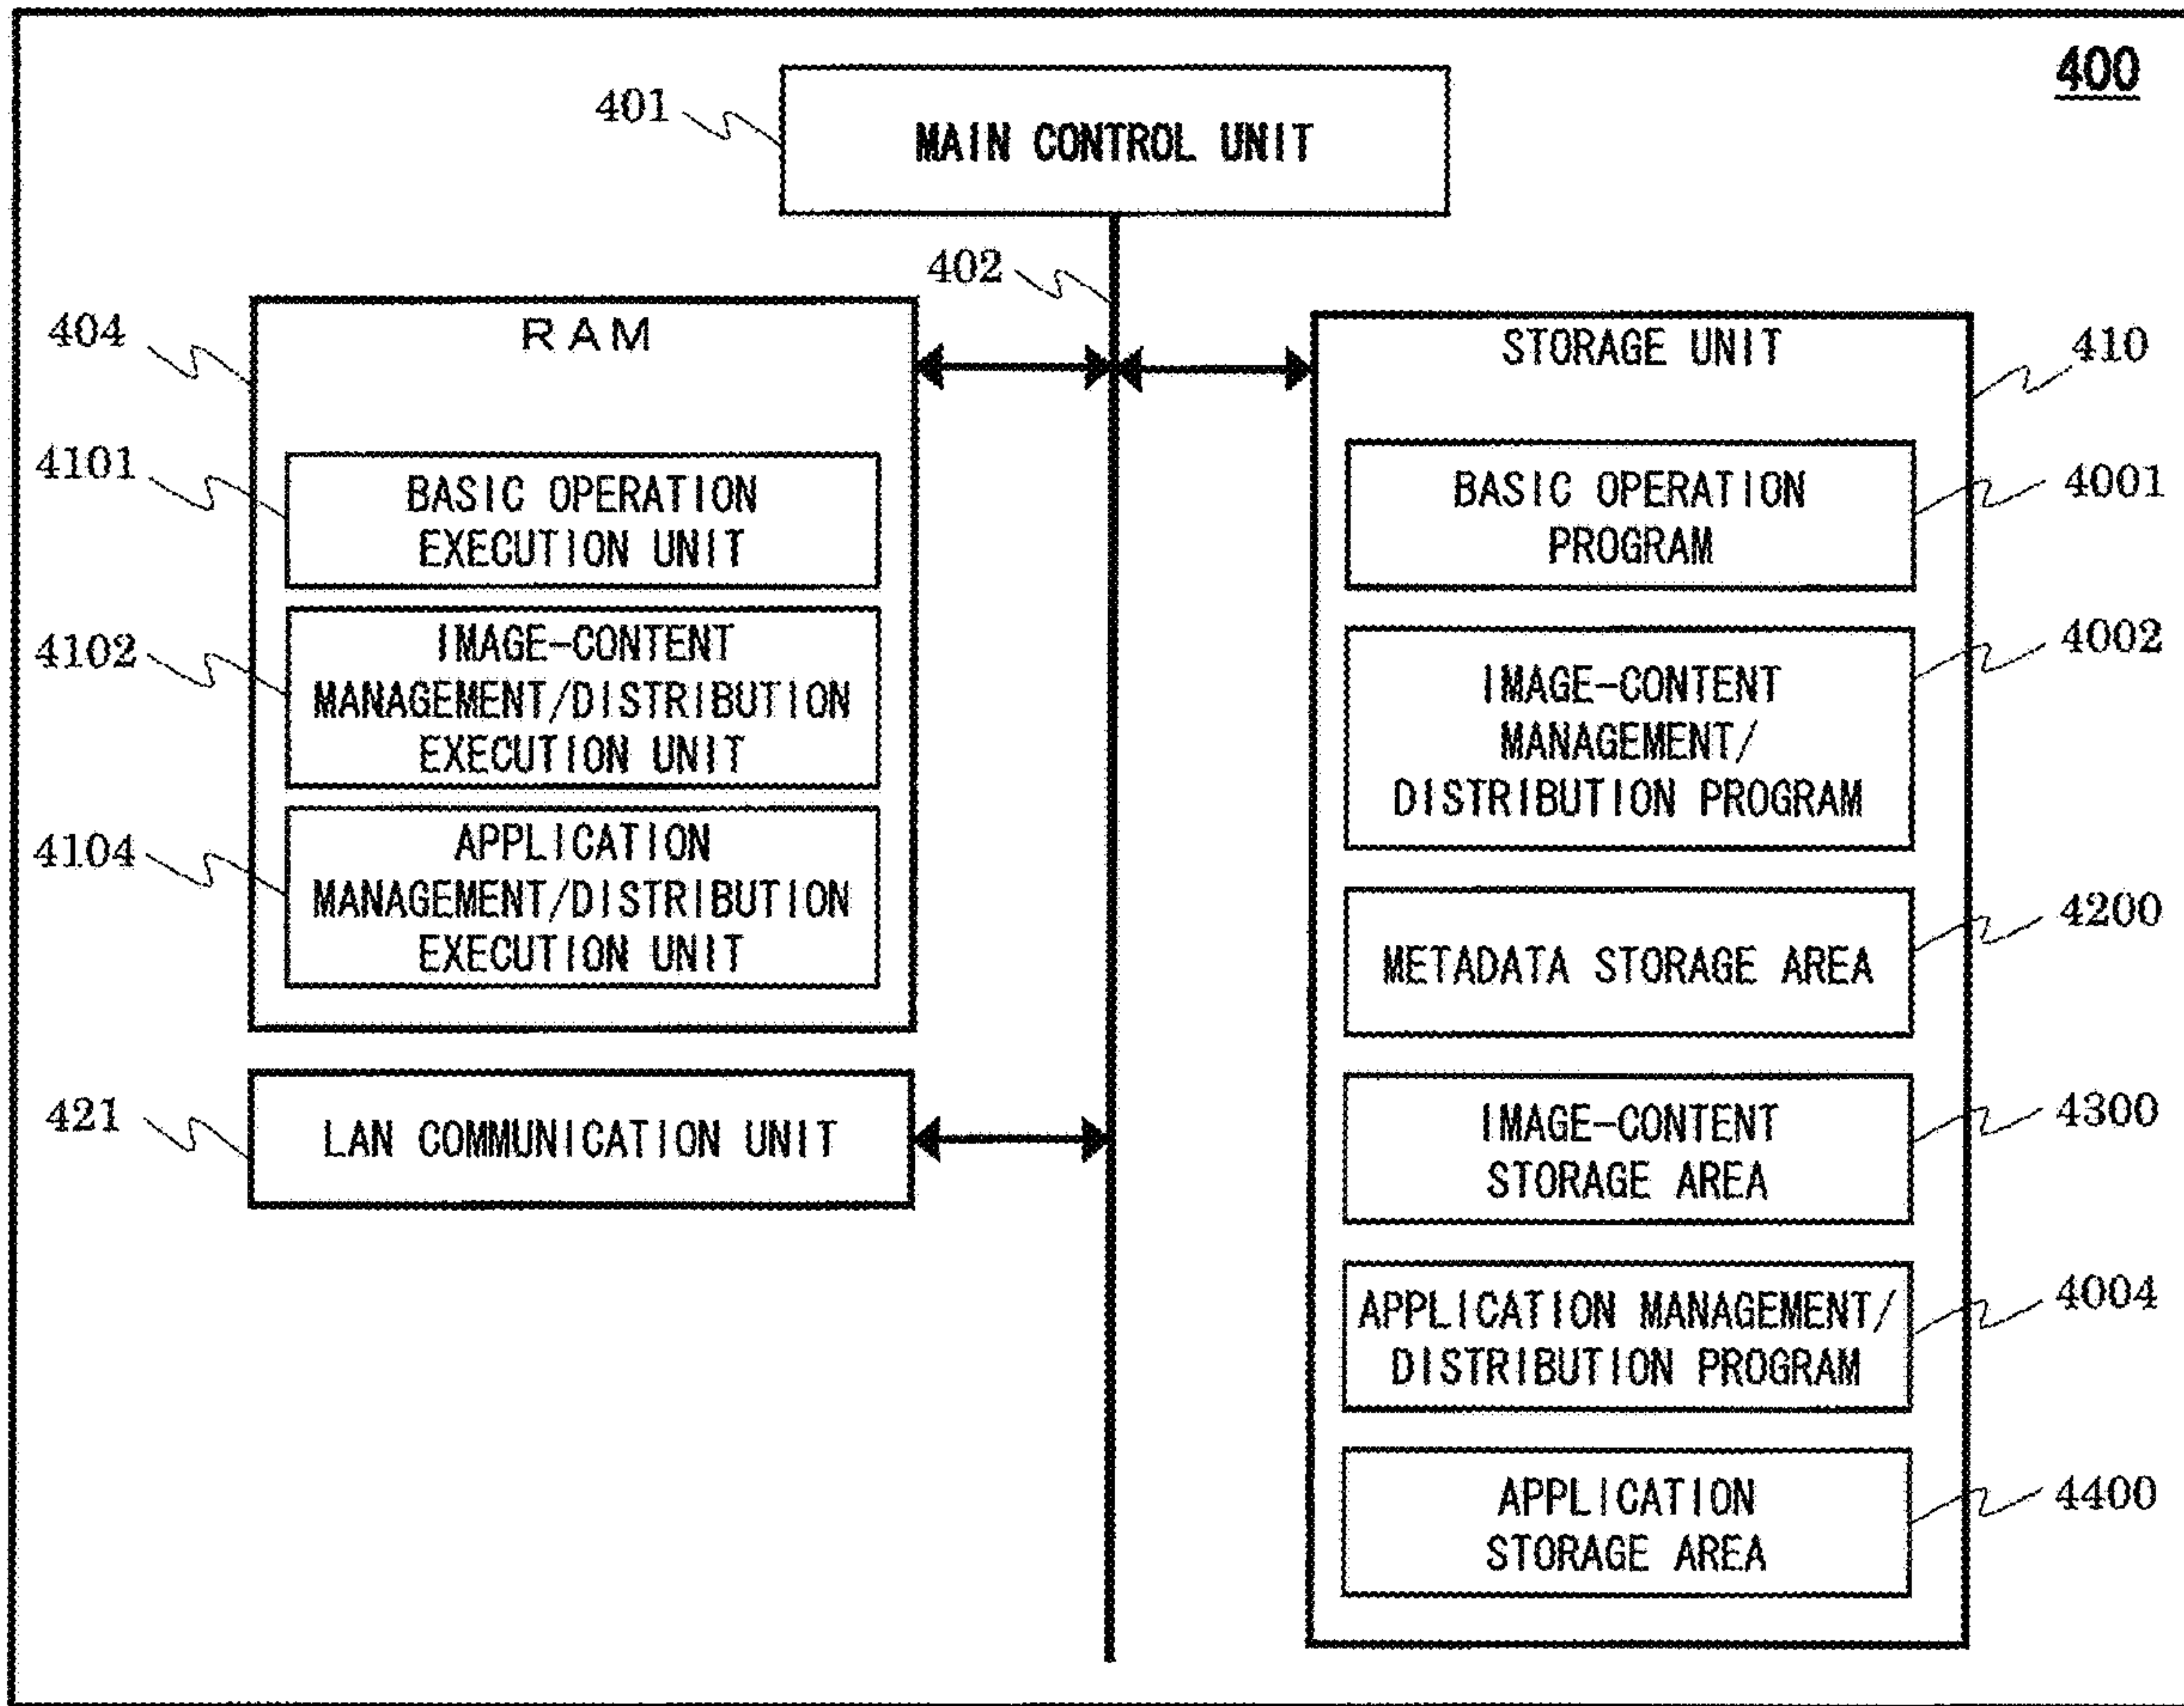 400
401
MAIN CONTROL UNIT
402
404
RAM
4101
BASIC OPERATION
EXECUTION UNIT
4102
IMAGE-CONTENT
MANAGEMENT/DISTRIBUTION
EXECUTION UNIT
4104
APPLICATION
MANAGEMENT/DISTRIBUTION
EXECUTION UNIT
421
LAN COMMUNICATION UNIT
STORAGE UNIT
410
BASIC OPERATION
PROGRAM
4001
IMAGE-CONTENT
MANAGEMENT/
DISTRIBUTION PROGRAM
4002
METADATA STORAGE AREA
4200
IMAGE-CONTENT
STORAGE AREA
4300
APPLICATION MANAGEMENT/
DISTRIBUTION PROGRAM
4004
APPLICATION
STORAGE AREA
4400